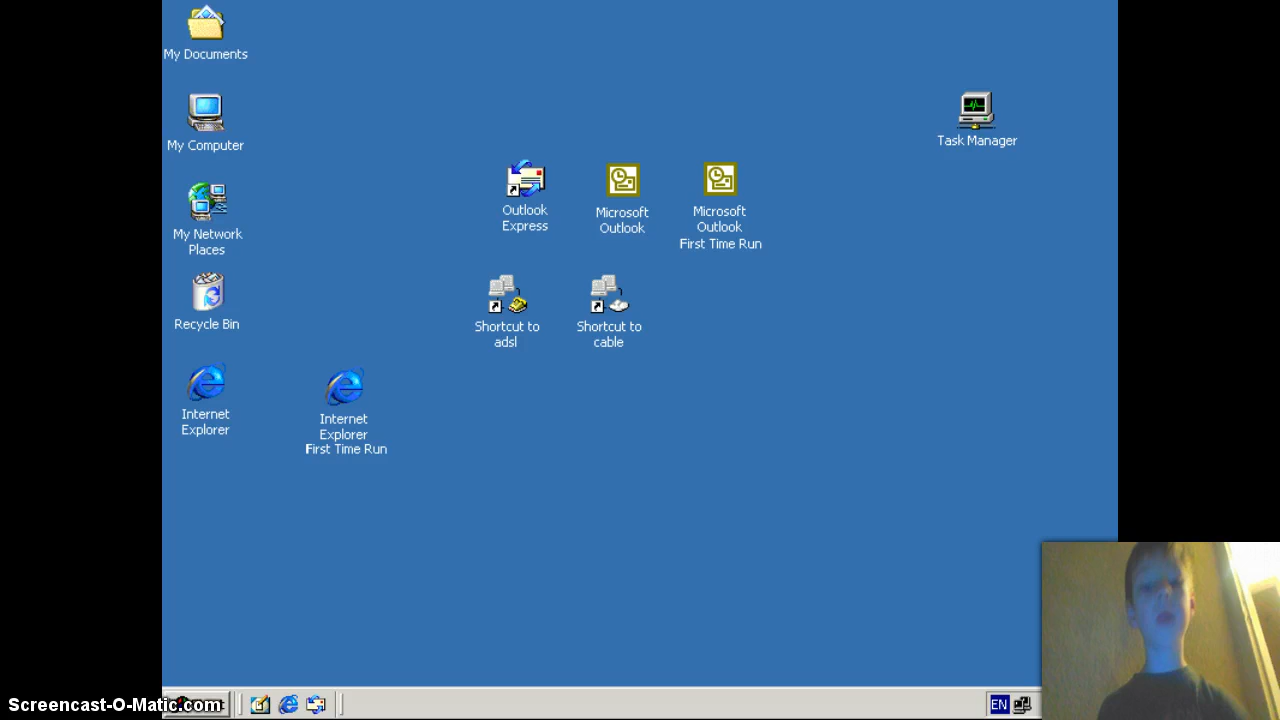 My Documents
My Computer
Task Manager
Outlook
Express
Microsoft
Outlook
Microsoft
Outlook
First Time Run
My Network
Places
Recycle Bin
Shortcut to
adsl
Shortcut to
cable
Internet
Explorer
Internet
Explorer
First Time Run
Screencast-O-Matic.com
EN